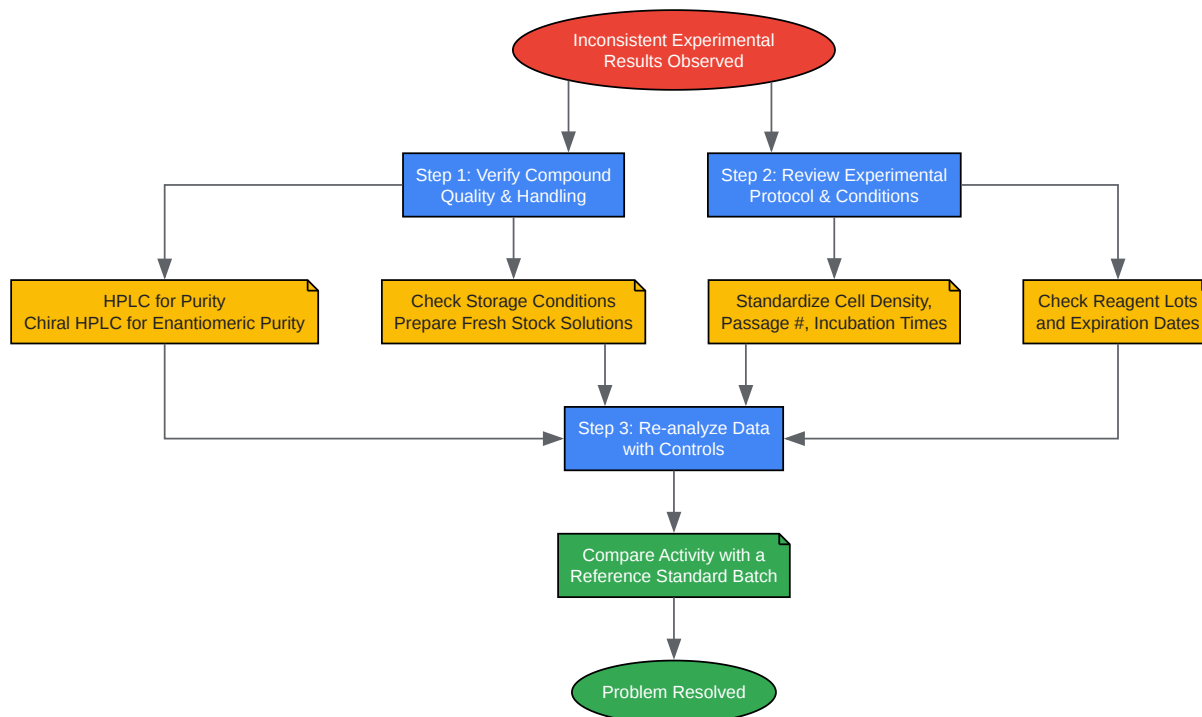 Inconsistent Experimental
Results Observed
Step 1: Verify Compound
Quality & Handling
Step 2: Review Experimental
Protocol & Conditions
HPLC for Purity
Chiral HPLC for Enantiomeric Purity
Check Storage Conditions
Prepare Fresh Stock Solutions
Standardize Cell Density,
Passage #, Incubation Times
Check Reagent Lots
and Expiration Dates
Step 3: Re-analyze Data
with Controls
Compare Activity with a
Reference Standard Batch
Problem Resolved